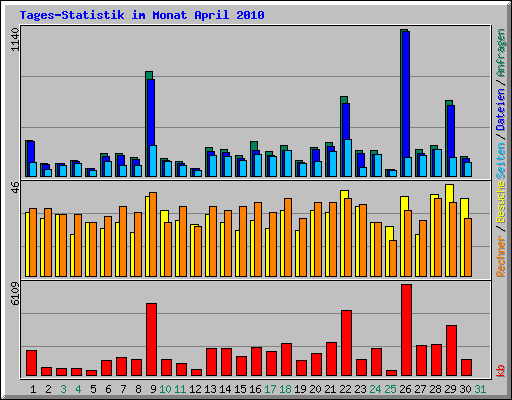 Tages-Statistik im Monat April 2010
1140
46
6109
Seiten / Dateien / Anfragen
Rechner / Besuche
kb
1 2 3 4 5 6 7 8 9 10 11 12 13 14 15 16 17 18 19 20 21 22 23 24 25 26 27 28 29 30 31